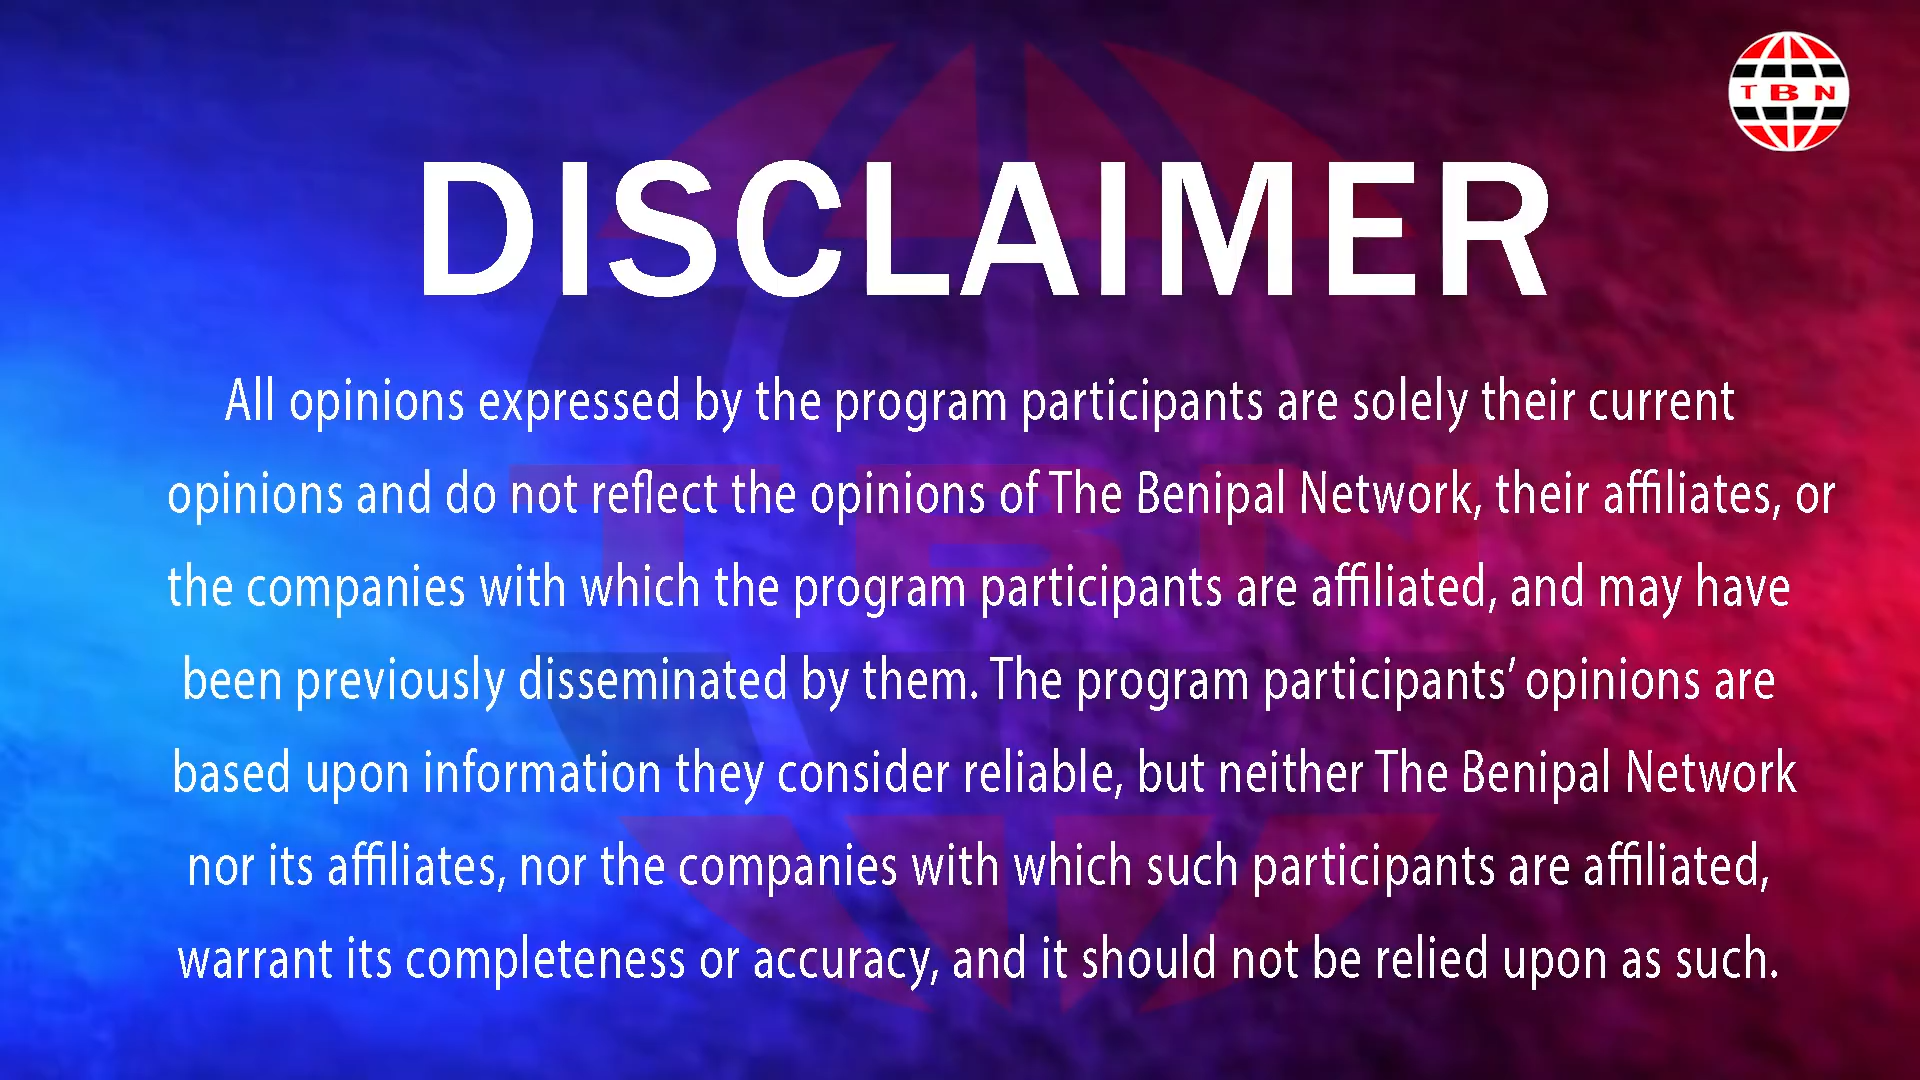 TBN
DISCLAIMER
All opinions expressed by the program participants are solely their current
opinions and do not reflect the opinions of The Benipal Network, their affiliates, or
the companies with which the program participants are affiliated, and may have
been previously disseminated by them. The program participants’ opinions are
based upon information they consider reliable, but neither The Benipal Network
nor its affiliates, nor the companies with which such participants are affiliated,
warrant its completeness or accuracy, and it should not be relied upon as such.
TBN